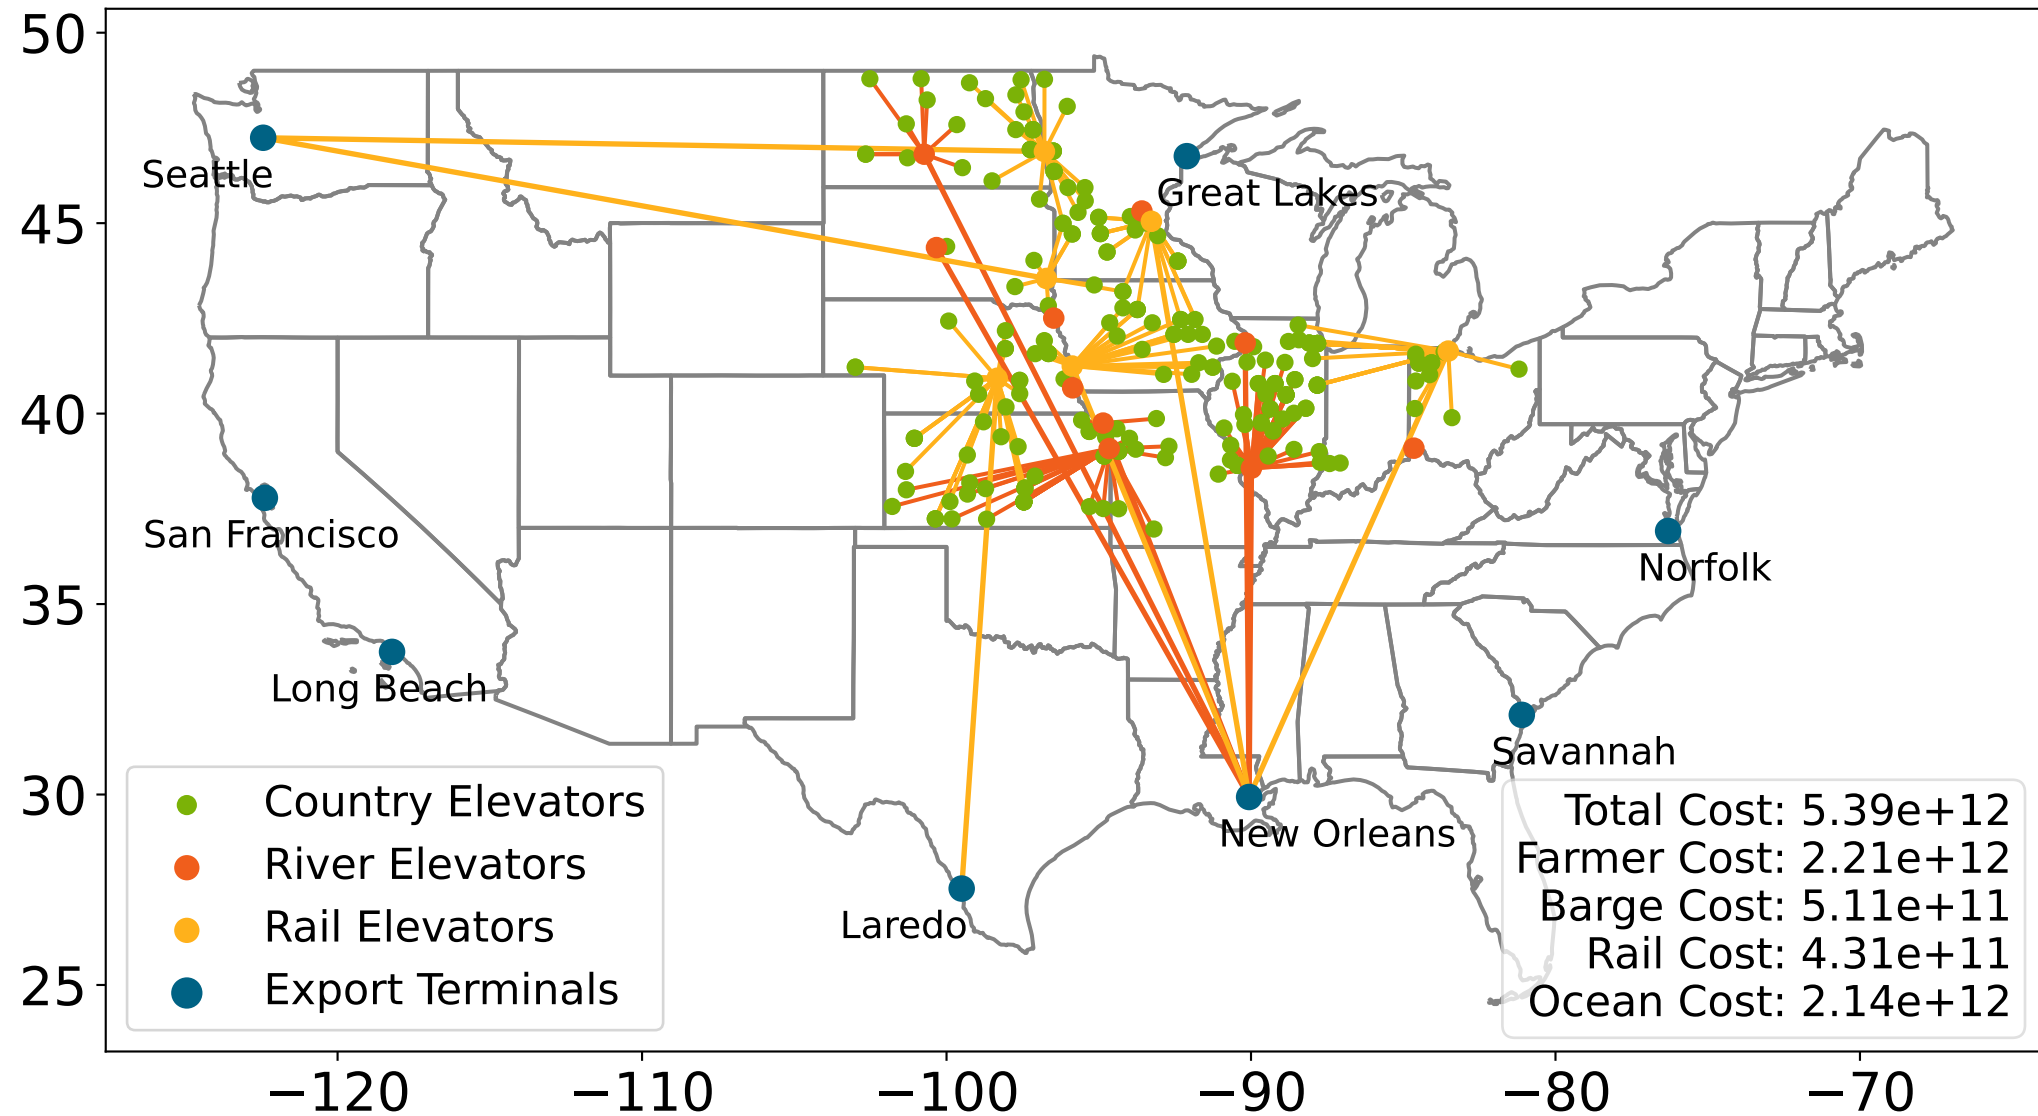 50
45
40
35
30
25
−120
−110
−100
−90
−80
−70
Seattle
Great Lakes
San Francisco
Norfolk
Long Beach
Savannah
New Orleans
Laredo
Country Elevators
River Elevators
Rail Elevators
Export Terminals
Total Cost: 5.39e+12
Farmer Cost: 2.21e+12
Barge Cost: 5.11e+11
Rail Cost: 4.31e+11
Ocean Cost: 2.14e+12